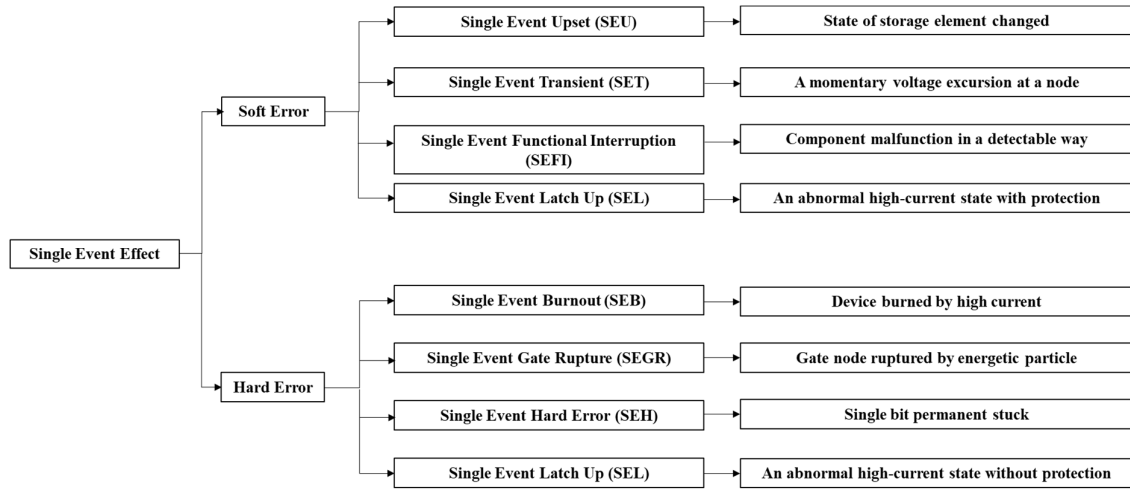 Single Event Effect
Soft Error
Single Event Upset (SEU)
State of storage element changed
Single Event Transient (SET)
A momentary voltage excursion at a node
Single Event Functional Interruption
(SEFI)
Component malfunction in a detectable way
Single Event Latch Up (SEL)
An abnormal high-current state with protection
Hard Error
Single Event Burnout (SEB)
Device burned by high current
Single Event Gate Rupture (SEGR)
Gate node ruptured by energetic particle
Single Event Hard Error (SEH)
Single bit permanent stuck
Single Event Latch Up (SEL)
An abnormal high-current state without protection